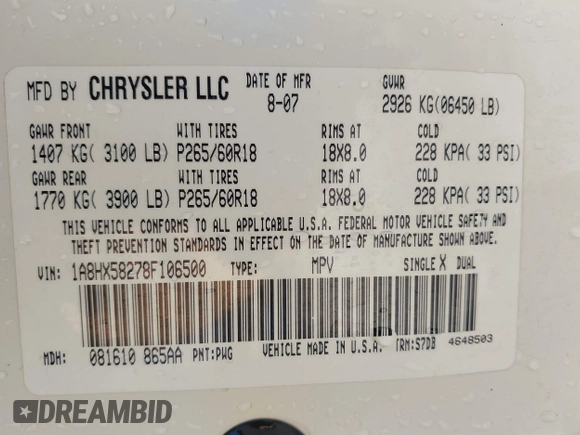 MFD BY CHRYSLER LLC DATE OF MFR GVWR
8-07 2926 KG(06450 LB)
GAWR FRONT WITH TIRES RIMS AT COLD
1407 KG( 3100 LB) P265/60R18 18X8.0 228 KPA( 33 PSI)
GAWR REAR WITH TIRES RIMS AT COLD
1770 KG( 3900 LB) P265/60R18 18X8.0 228 KPA( 33 PSI)
THIS VEHICLE CONFORMS TO ALL APPLICABLE U.S.A. FEDERAL MOTOR VEHICLE SAFETY AND
THEFT PREVENTION STANDARDS IN EFFECT ON THE DATE OF MANUFACTURE SHOWN ABOVE.
VIN: 1A8HX58278F106500 TYPE: MPV SINGLE X DUAL
MDH: 081610 865AA PNT:PWG VEHICLE MADE IN U.S.A. IRM:S7DB 4648503
DREAMBID